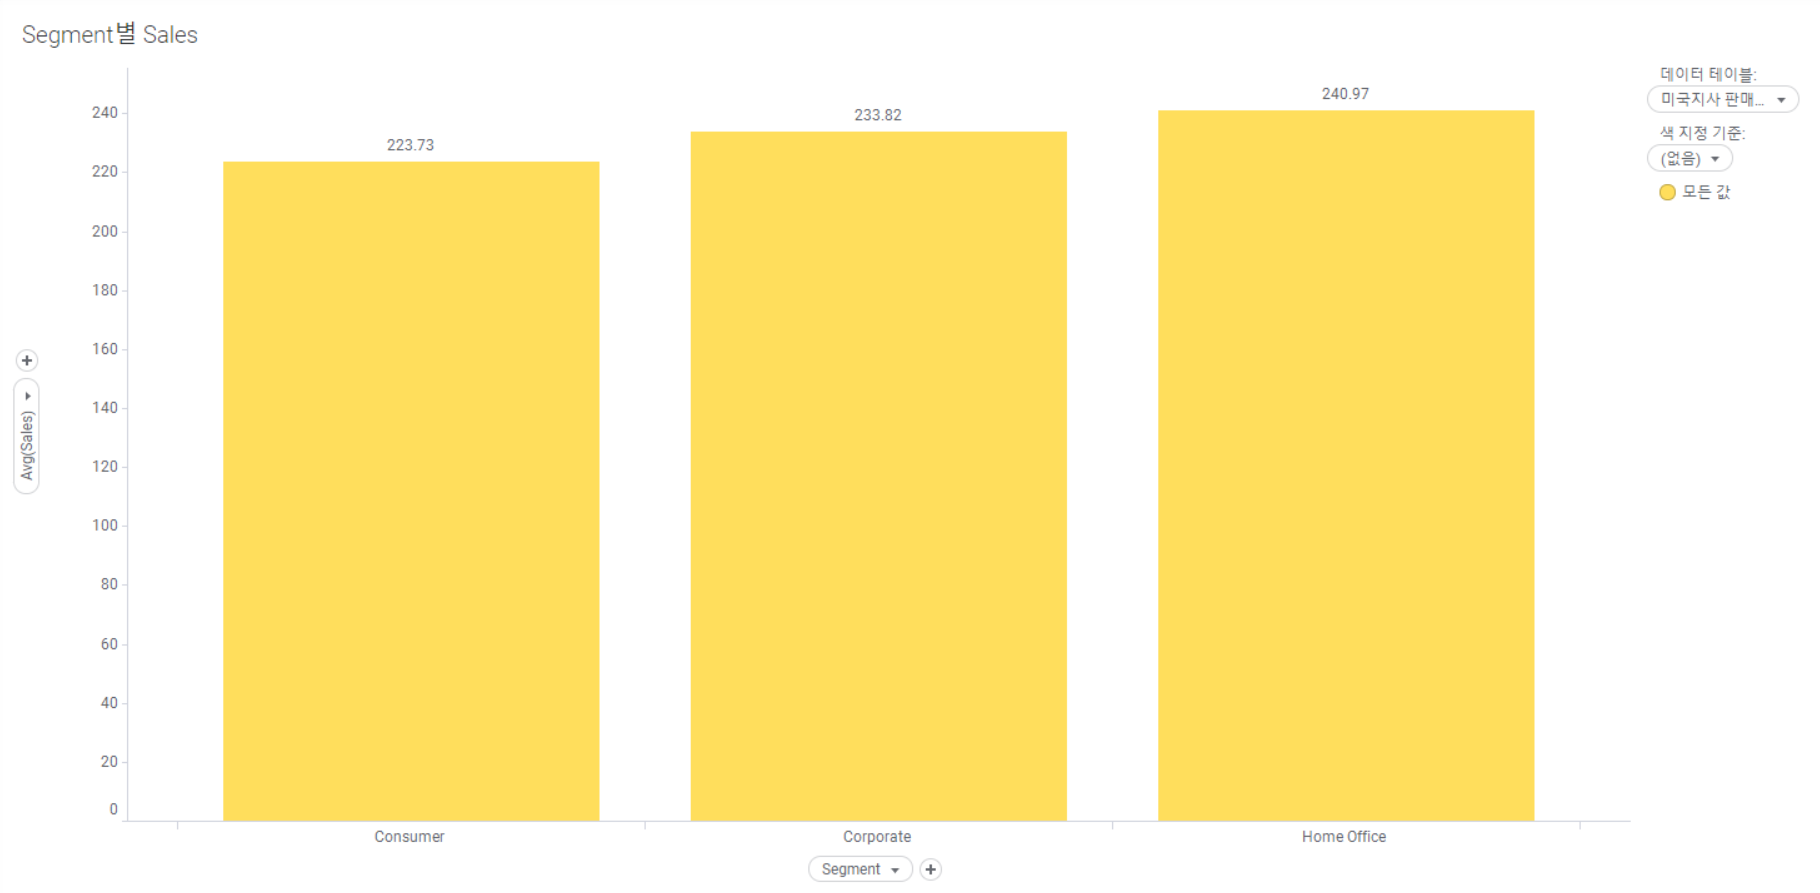 Segment별 Sales
데이터 테이블:
미국지사 판매...
색 지정 기준:
(없음)
모든 값
240
220
200
180
160
140
120
100
80
60
40
20
0
Avg(Sales)
223.73
233.82
240.97
Consumer
Corporate
Home Office
Segment